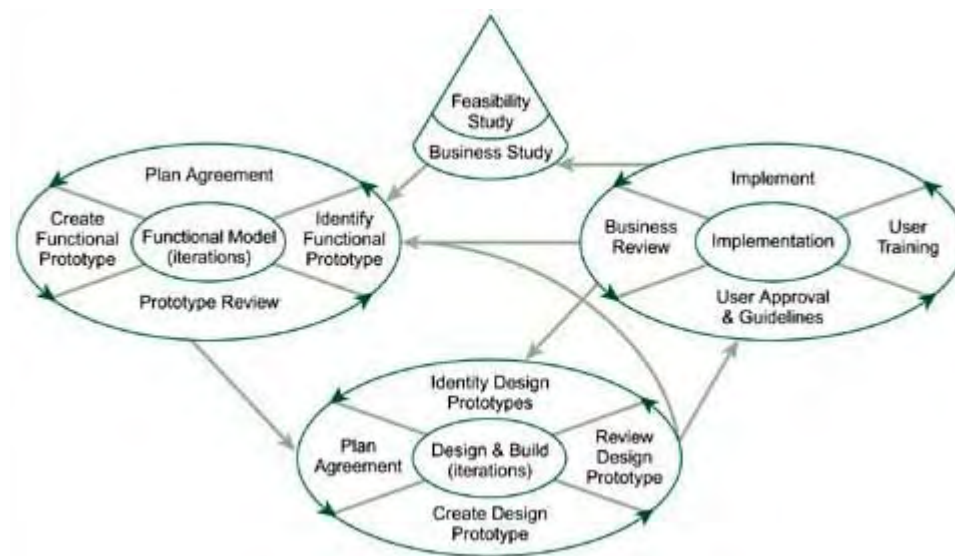 Feasibility
Study
Business Study
Plan Agreement
Create
Functional
Prototype
Functional Model
(iterations)
Identify
Functional
Prototype
Prototype Review
Implement
Business
Review
Implementation
User
Training
User Approval
& Guidelines
Identity Design
Prototypes
Plan
Agreement
Design & Build
(iterations)
Review
Design
Prototype
Create Design
Prototype